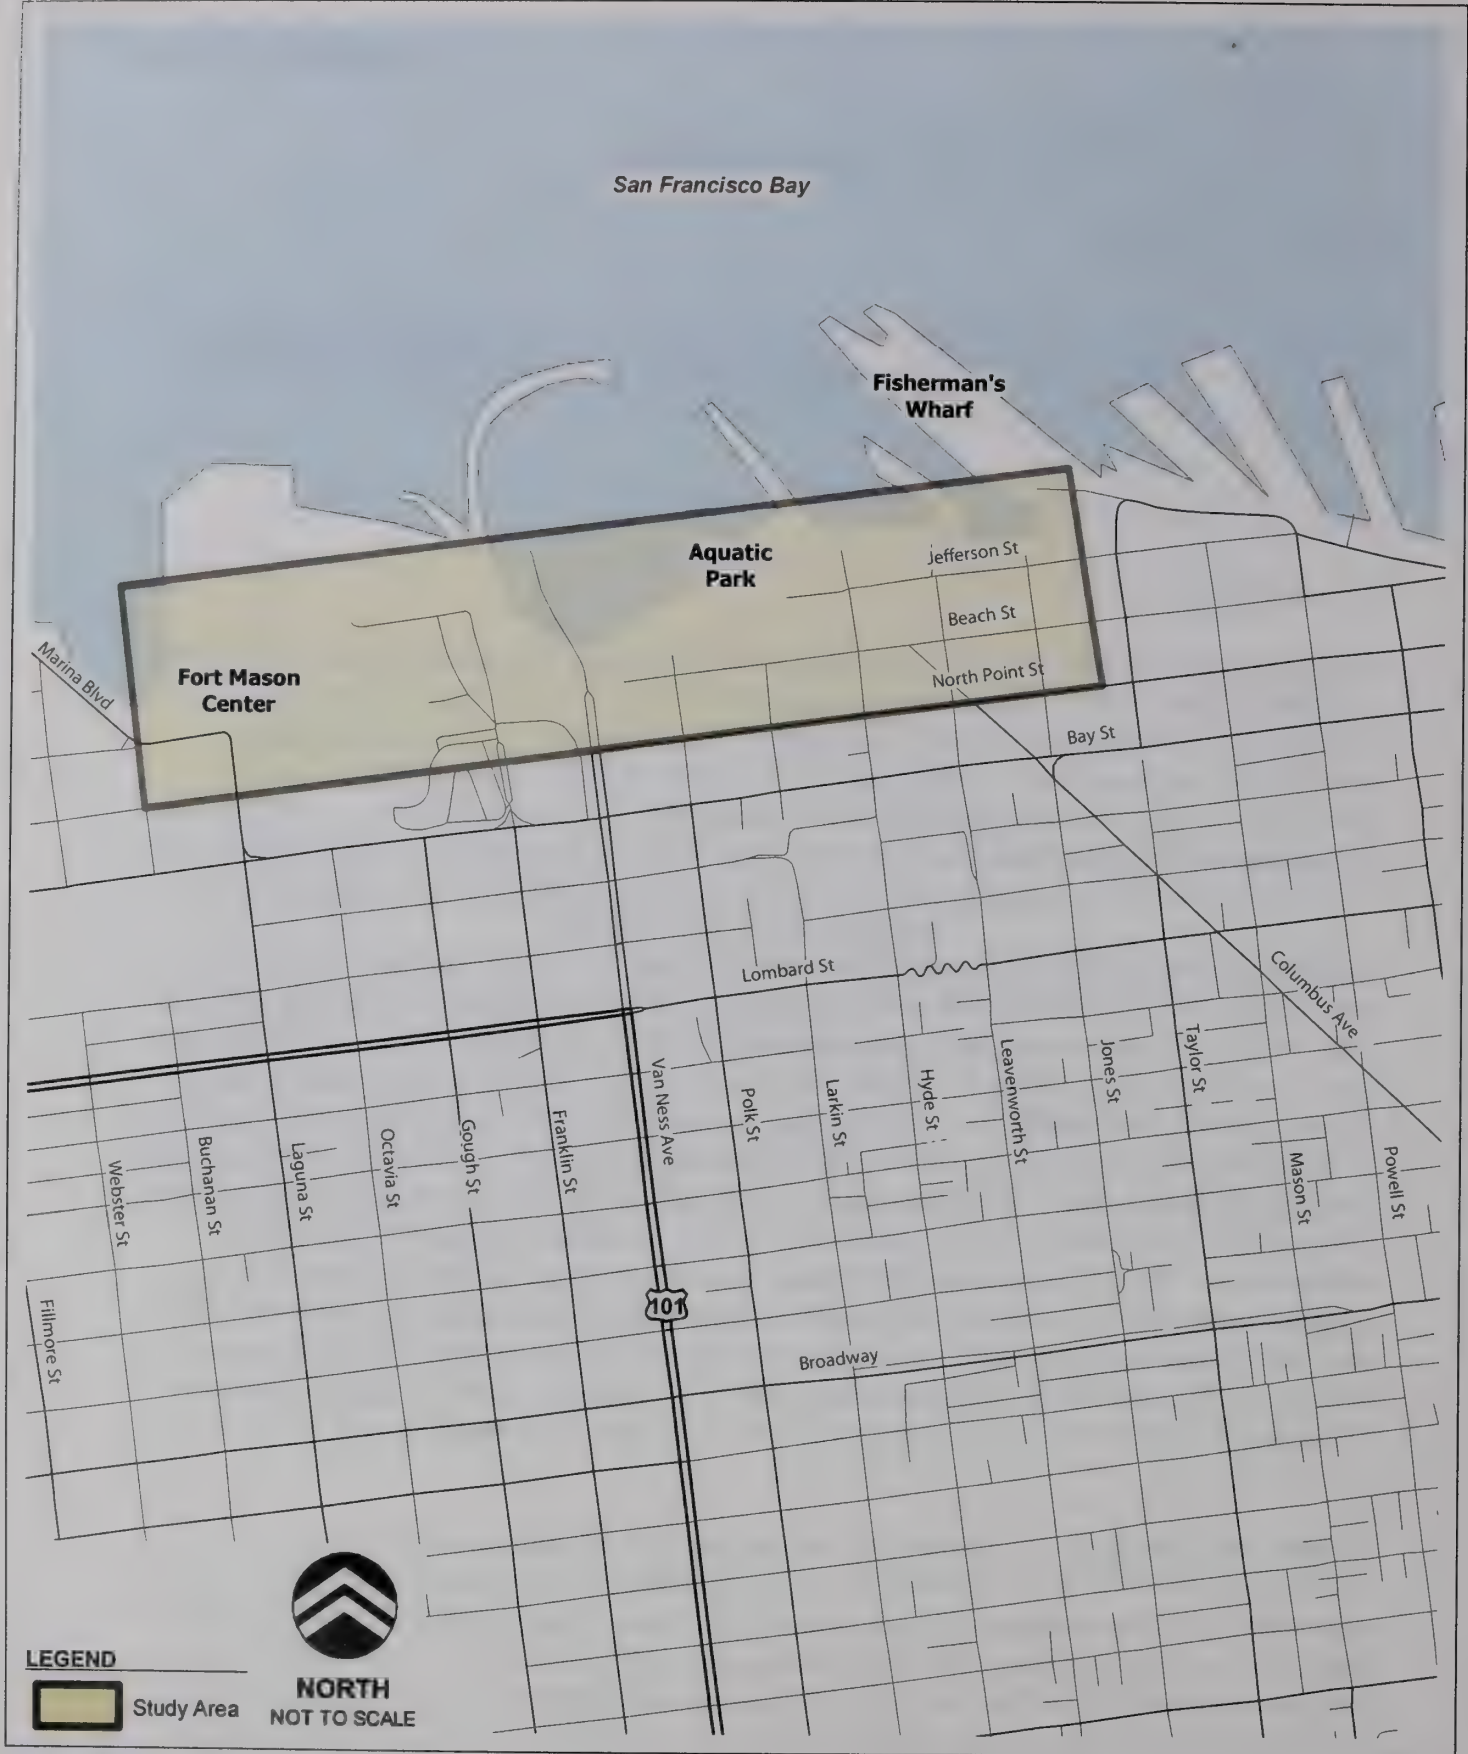 San Francisco Bay
Fisherman's
Wharf
Aquatic
Park
Jefferson St
Beach St
North Point St
Fort Mason
Center
Marina Blvd
Bay St
Lombard St
Columbus Ave
Van Ness Ave
Polk St
Larkin St
Hyde St
Leavenworth St
Jones St
Taylor St
Mason St
Powell St
Franklin St
Gough St
Octavia St
Laguna St
Buchanan St
Webster St
Fillmore St
101
Broadway
LEGEND
Study Area
NORTH
NOT TO SCALE